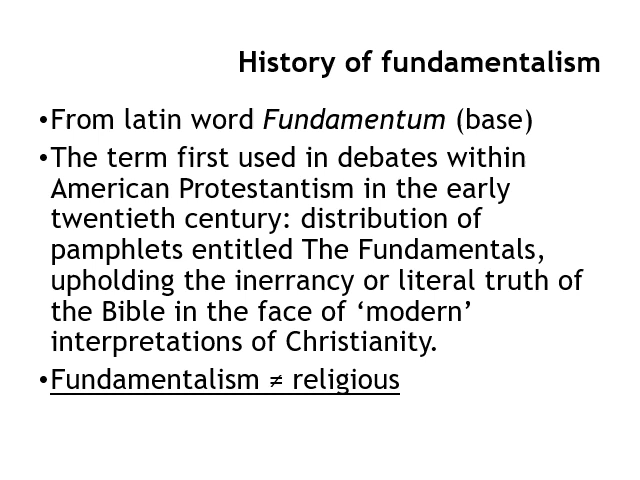 History of fundamentalism
•From latin word Fundamentum (base)
•The term first used in debates within
American Protestantism in the early
twentieth century: distribution of
pamphlets entitled The Fundamentals,
upholding the inerrancy or literal truth of
the Bible in the face of ‘modern’
interpretations of Christianity.
•Fundamentalism ≠ religious